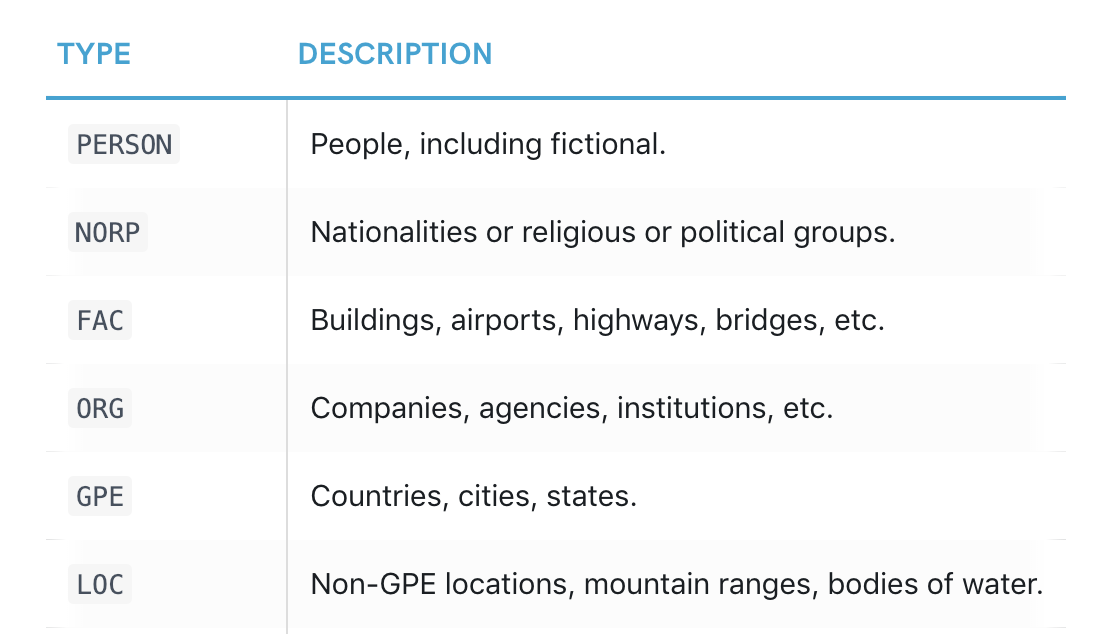 TYPE DESCRIPTION
PERSON People, including fictional.
NORP Nationalities or religious or political groups.
FAC Buildings, airports, highways, bridges, etc.
ORG Companies, agencies, institutions, etc.
GPE Countries, cities, states.
LOC Non-GPE locations, mountain ranges, bodies of water.